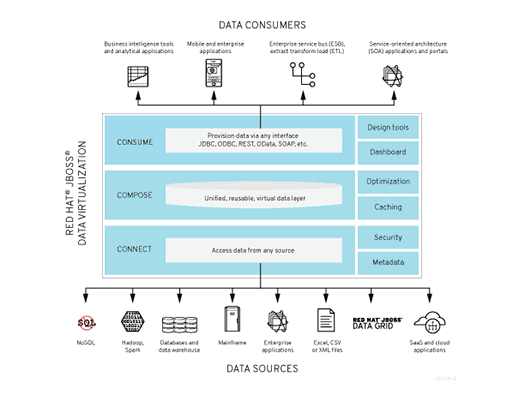 DATA CONSUMERS
Business intelligence tools
and analytical applications
Mobile and enterprise
applications
Enterprise service bus (ESB),
extract transform load (ETL)
Service-oriented architecture
(SOA) applications and portals
RED HAT® JBOSS®
DATA VIRTUALIZATION
CONSUME
Provision data via any interface
JDBC, ODBC, REST, OData, SOAP, etc.
Design tools
Dashboard
COMPOSE
Unified, reusable, virtual data layer
Optimization
Caching
CONNECT
Access data from any source
Security
Metadata
SQL
NoSQL
Hadoop,
Spark
Databases and
data warehouse
Mainframe
Enterprise
applications
Excel, CSV
or XML files
RED HAT® JBOSS®
DATA GRID
SaaS and cloud
applications
DATA SOURCES